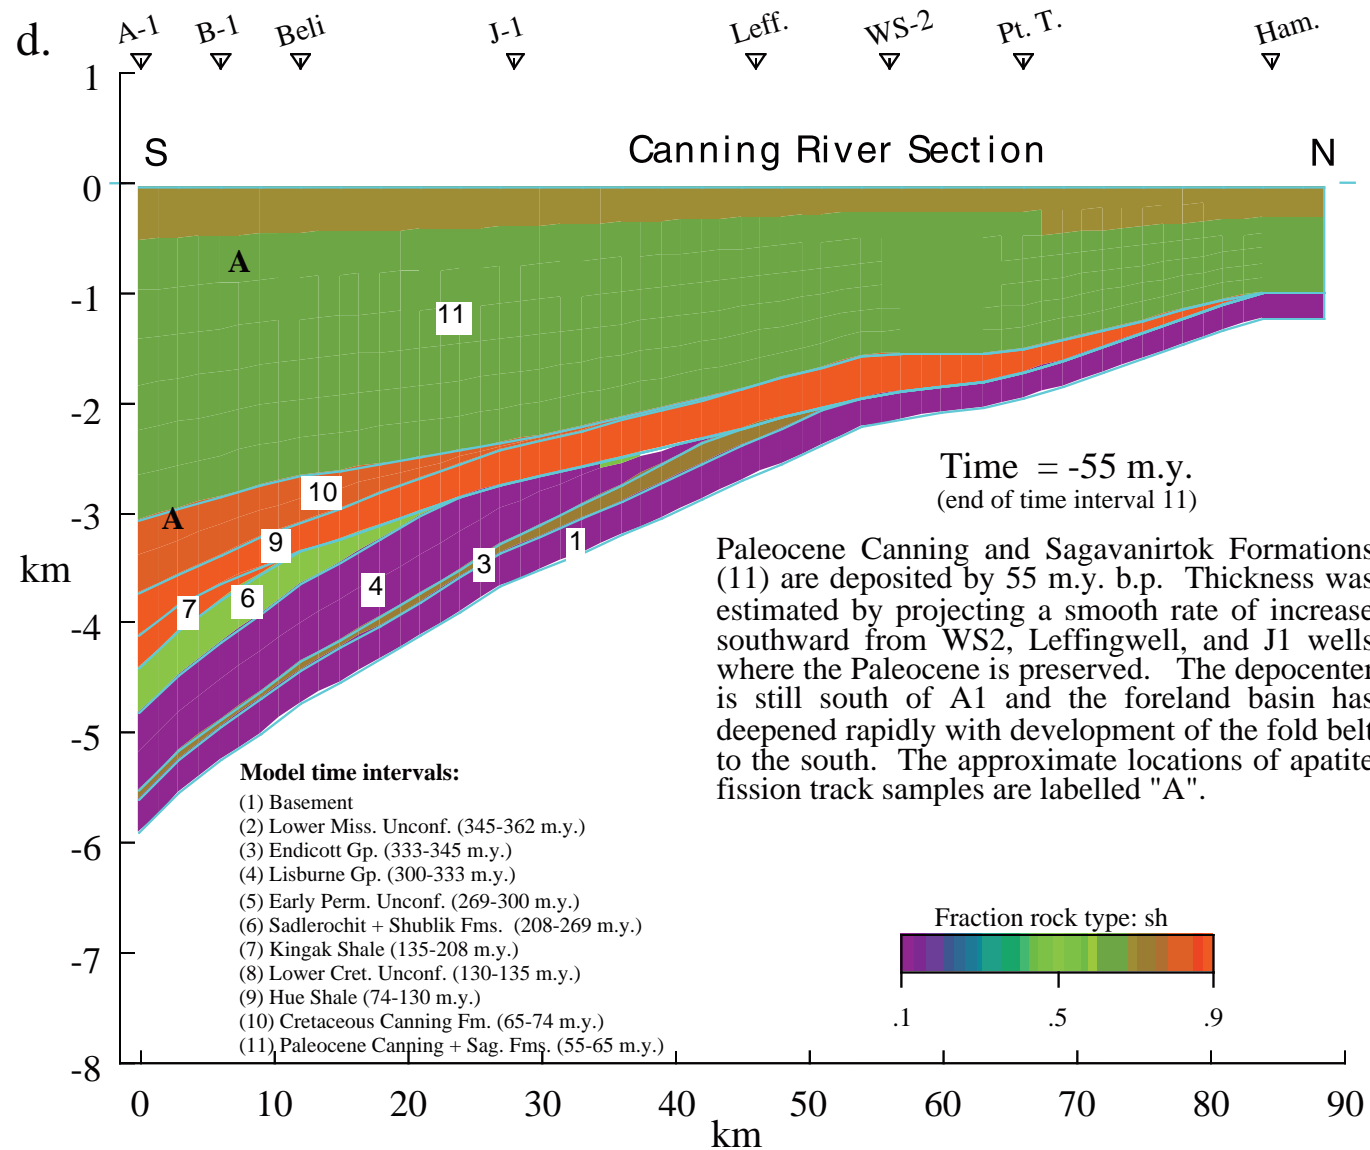 d.
A-1 B-1 Beli J-1 Leff. WS-2 Pt. T. Ham.
1
S Canning River Section N
0
A
-1
11
-2
10
-3
A
9
1
3
km
4
6
7
-4
-5
-6
-7
-8
Time = -55 m.y.
(end of time interval 11)
Paleocene Canning and Sagavanirtok Formations
(11) are deposited by 55 m.y. b.p. Thickness was
estimated by projecting a smooth rate of increase
southward from WS2, Leffingwell, and J1 wells
where the Paleocene is preserved. The depocenter
is still south of A1 and the foreland basin has
deepened rapidly with development of the fold belt
to the south. The approximate locations of apatite
fission track samples are labelled "A".
Model time intervals:
(1) Basement
(2) Lower Miss. Unconf. (345-362 m.y.)
(3) Endicott Gp. (333-345 m.y.)
(4) Lisburne Gp. (300-333 m.y.)
(5) Early Perm. Unconf. (269-300 m.y.)
(6) Sadlerochit + Shublik Fms. (208-269 m.y.)
(7) Kingak Shale (135-208 m.y.)
(8) Lower Cret. Unconf. (130-135 m.y.)
(9) Hue Shale (74-130 m.y.)
(10) Cretaceous Canning Fm. (65-74 m.y.)
(11) Paleocene Canning + Sag. Fms. (55-65 m.y.)
Fraction rock type: sh
.1 .5 .9
0 10 20 30 40 50 60 70 80 90
km